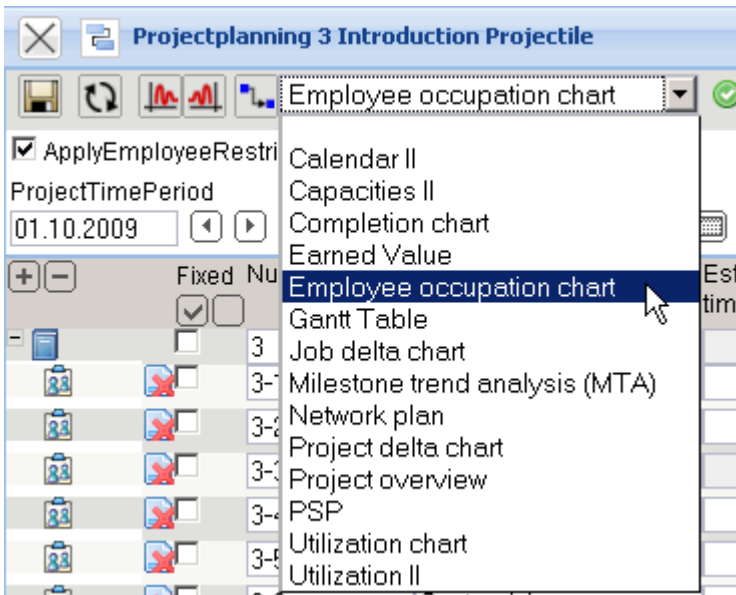 Projectplanning 3 Introduction Projectile
Employee occupation chart
ApplyEmployeeRestri
Calendar II
ProjectTimePeriod
Capacities II
01.10.2009
Completion chart
Earned Value
Fixed Nu
Employee occupation chart
Est
tim
Gantt Table
3
Job delta chart
3-1
Milestone trend analysis (MTA)
3-2
Network plan
Project delta chart
3-3
Project overview
3-4
PSP
3-5
Utilization chart
Utilization II